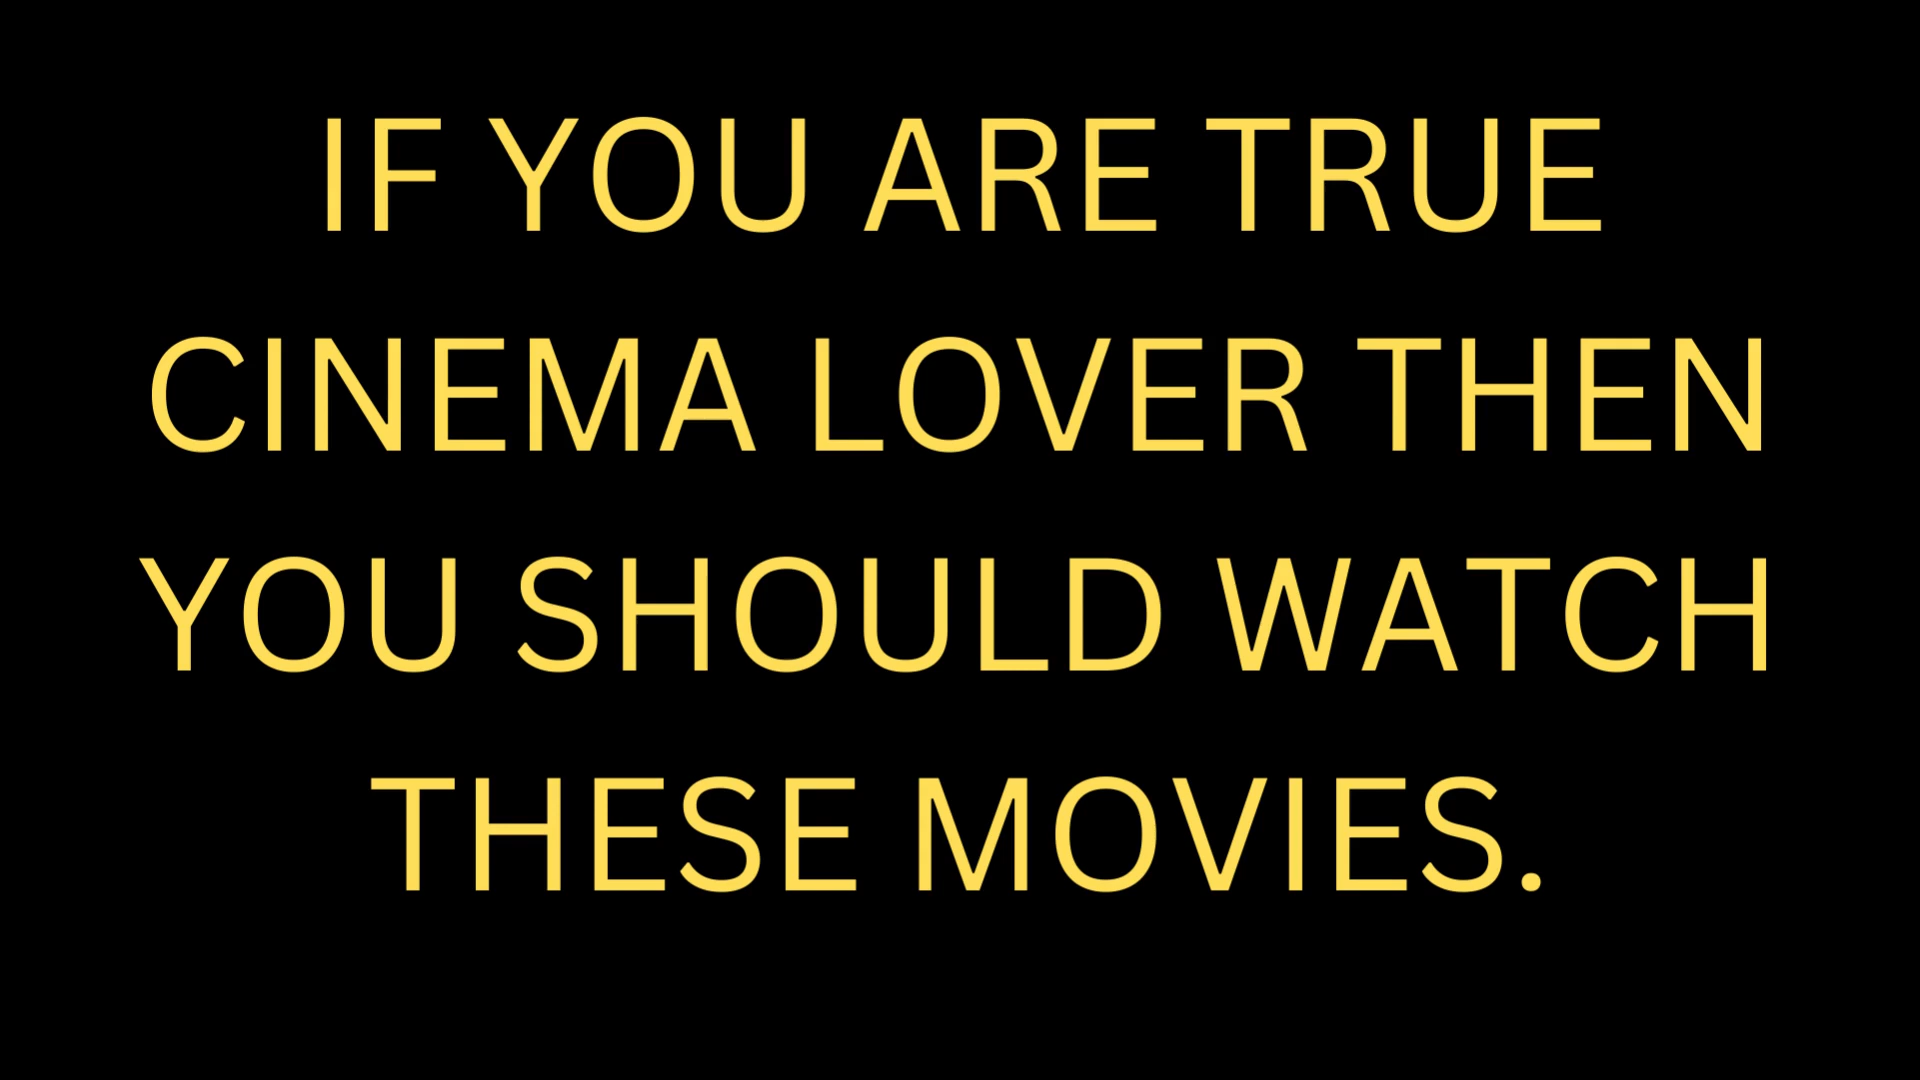 IF YOU ARE TRUE
CINEMA LOVER THEN
YOU SHOULD WATCH
THESE MOVIES.